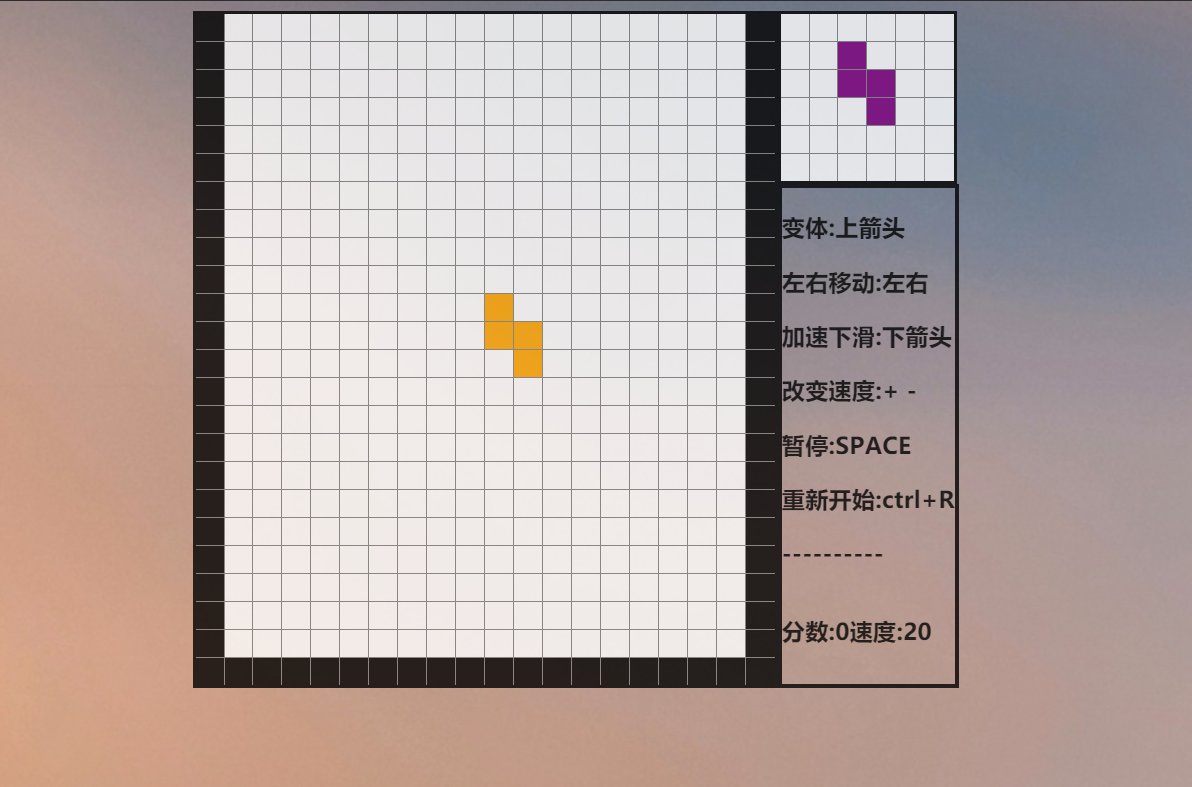 变体:上箭头
左右移动:左右
加速下滑:下箭头
改变速度:+ -
暂停:SPACE
重新开始:ctrl+R
----------
分数:0速度:20